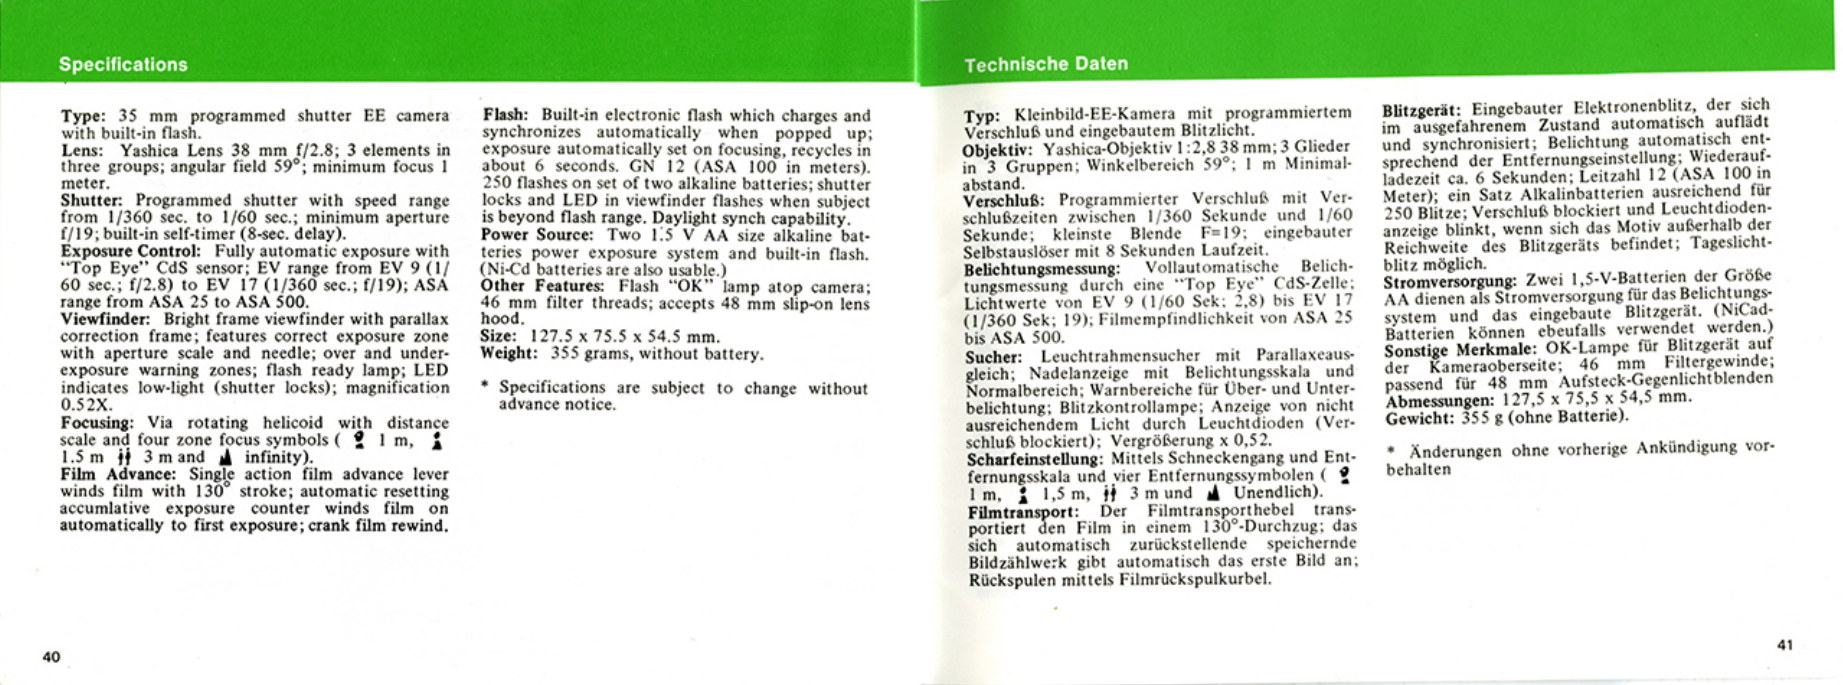 Specifications
Type: 35 mm programmed shutter EE camera
with built-in flash.
Lens: Yashica Lens 38 mm f/2.8; 3 elements in
three groups; angular field 59°; minimum focus 1
meter.
Shutter: Programmed shutter with speed range
from 1/360 sec. to 1/60 sec.; minimum aperture
f/19; built-in self-timer (8-sec. delay).
Exposure Control: Fully automatic exposure with
“Top Eye” CdS sensor; EV range from EV 9 (1/
60 sec.; f/2.8) to EV 17 (1/360 sec.; f/19); ASA
range from ASA 25 to ASA 500.
Viewfinder: Bright frame viewfinder with parallax
correction frame; features correct exposure zone
with aperture scale and needle; over and under-
exposure warning zones; flash ready lamp; LED
indicates low-light (shutter locks); magnification
0.52X.
Focusing: Via rotating helicoid with distance
scale and four zone focus symbols ( 1 m,
1.5 m 3 m and infinity).
Film Advance: Single action film advance lever
winds film with 130° stroke; automatic resetting
accumlative exposure counter winds film on
automatically to first exposure; crank film rewind.
Flash: Built-in electronic flash which charges and
synchronizes automatically when popped up;
exposure automatically set on focusing, recycles in
about 6 seconds. GN 12 (ASA 100 in meters).
250 flashes on set of two alkaline batteries; shutter
locks and LED in viewfinder flashes when subject
is beyond flash range. Daylight synch capability.
Power Source: Two 1.5 V AA size alkaline bat-
teries power exposure system and built-in flash.
(Ni-Cd batteries are also usable.)
Other Features: Flash “OK” lamp atop camera;
46 mm filter threads; accepts 48 mm slip-on lens
hood.
Size: 127.5 x 75.5 x 54.5 mm.
Weight: 355 grams, without battery.
* Specifications are subject to change without
advance notice.
40
Technische Daten
Typ: Kleinbild-EE-Kamera mit programmiertem
Verschluß und eingebautem Blitzlicht.
Objektiv: Yashica-Objektiv 1:2,8 38 mm; 3 Glieder
in 3 Gruppen; Winkelbereich 59°; 1 m Minimal-
abstand.
Verschluß: Programmierter Verschluß mit Ver-
schlußzeiten zwischen 1/360 Sekunde und 1/60
Sekunde; kleinste Blende F=19; eingebauter
Selbstauslöser mit 8 Sekunden Laufzeit.
Belichtungsmessung: Vollautomatische Belich-
tungsmessung durch eine “Top Eye” CdS-Zelle;
Lichtwerte von EV 9 (1/60 Sek; 2,8) bis EV 17
(1/360 Sek; 19); Filmempfindlichkeit von ASA 25
bis ASA 500.
Sucher: Leuchtrahmensucher mit Parallaxeaus-
gleich; Nadelanzeige mit Belichtungsskala und
Normalbereich; Warnbereiche für Über- und Unter-
belichtung; Blitzkontrollampe; Anzeige von nicht
ausreichendem Licht durch Leuchtdioden (Ver-
schluß blockiert); Vergrößerung x 0,52.
Scharfeinstellung: Mittels Schneckengang und Ent-
fernungsskala und vier Entfernungssymbolen (
1 m, 1,5 m, 3 m und Unendlich).
Filmtransport: Der Filmtransporthebel trans-
portiert den Film in einem 130°-Durchzug; das
sich automatisch zurückstellende speichernde
Bildzählwerk gibt automatisch das erste Bild an;
Rückspulen mittels Filmrückspulkurbel.
Blitzgerät: Eingebauter Elektronenblitz, der sich
im ausgefahrenem Zustand automatisch auflädt
und synchronisiert; Belichtung automatisch ent-
sprechend der Entfernungseinstellung; Wiederauf-
ladezeit ca. 6 Sekunden; Leitzahl 12 (ASA 100 in
Meter); ein Satz Alkalinbatterien ausreichend für
250 Blitze; Verschluß blockiert und Leuchtdioden-
anzeige blinkt, wenn sich das Motiv außerhalb der
Reichweite des Blitzgeräts befindet; Tageslicht-
blitz möglich.
Stromversorgung: Zwei 1,5-V-Batterien der Größe
AA dienen als Stromversorgung für das Belichtungs-
system und das eingebaute Blitzgerät. (NiCad-
Batterien können ebeufalls verwendet werden.)
Sonstige Merkmale: OK-Lampe für Blitzgerät auf
der Kameraoberseite; 46 mm Filtergewinde;
passend für 48 mm Aufsteck-Gegenlichtblenden
Abmessungen: 127,5 x 75,5 x 54,5 mm.
Gewicht: 355 g (ohne Batterie).
* Änderungen ohne vorherige Ankündigung vor-
behalten
41